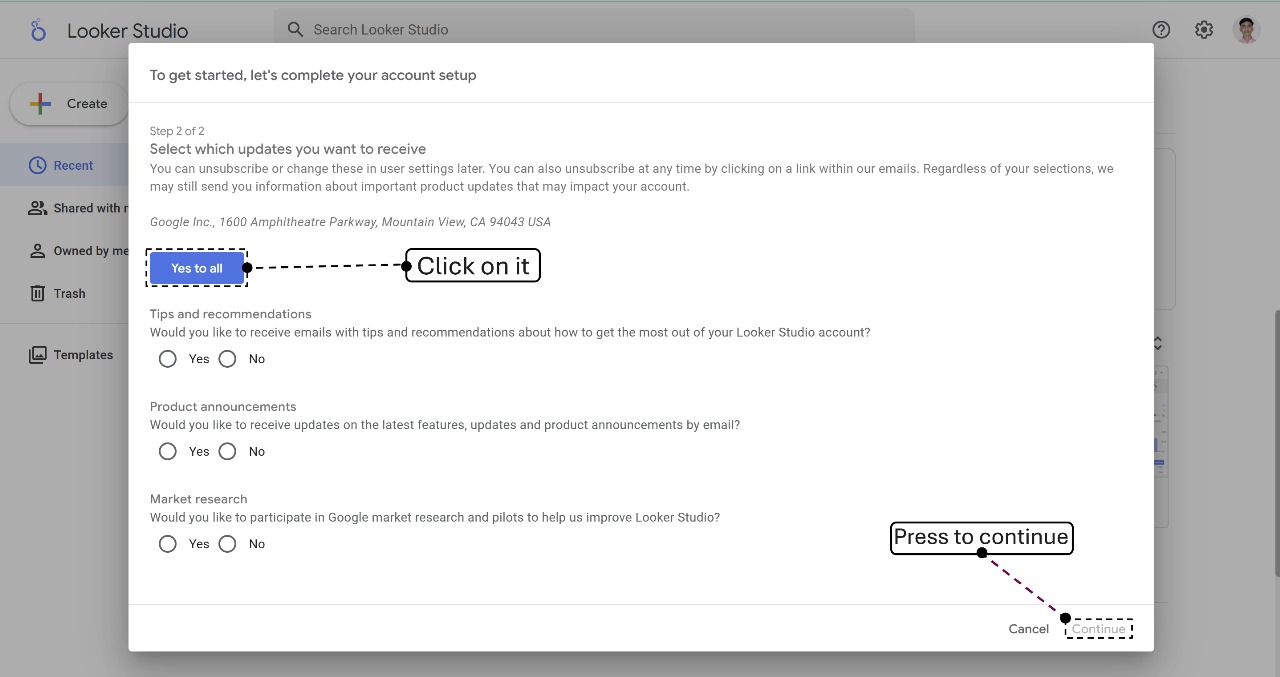 Looker Studio
Search Looker Studio
To get started, let's complete your account setup
Create
Step 2 of 2
Select which updates you want to receive
You can unsubscribe or change these in user settings later. You can also unsubscribe at any time by clicking on a link within our emails. Regardless of your selections, we
may still send you information about important product updates that may impact your account.
Recent
Shared with
Google Inc., 1600 Amphitheatre Parkway, Mountain View, CA 94043 USA
Owned by me
Yes to all
Click on it
Trash
Tips and recommendations
Would you like to receive emails with tips and recommendations about how to get the most out of your Looker Studio account?
Templates
Yes No
Product announcements
Would you like to receive updates on the latest features, updates and product announcements by email?
Yes No
Market research
Would you like to participate in Google market research and pilots to help us improve Looker Studio?
Yes No
Press to continue
Cancel Continue